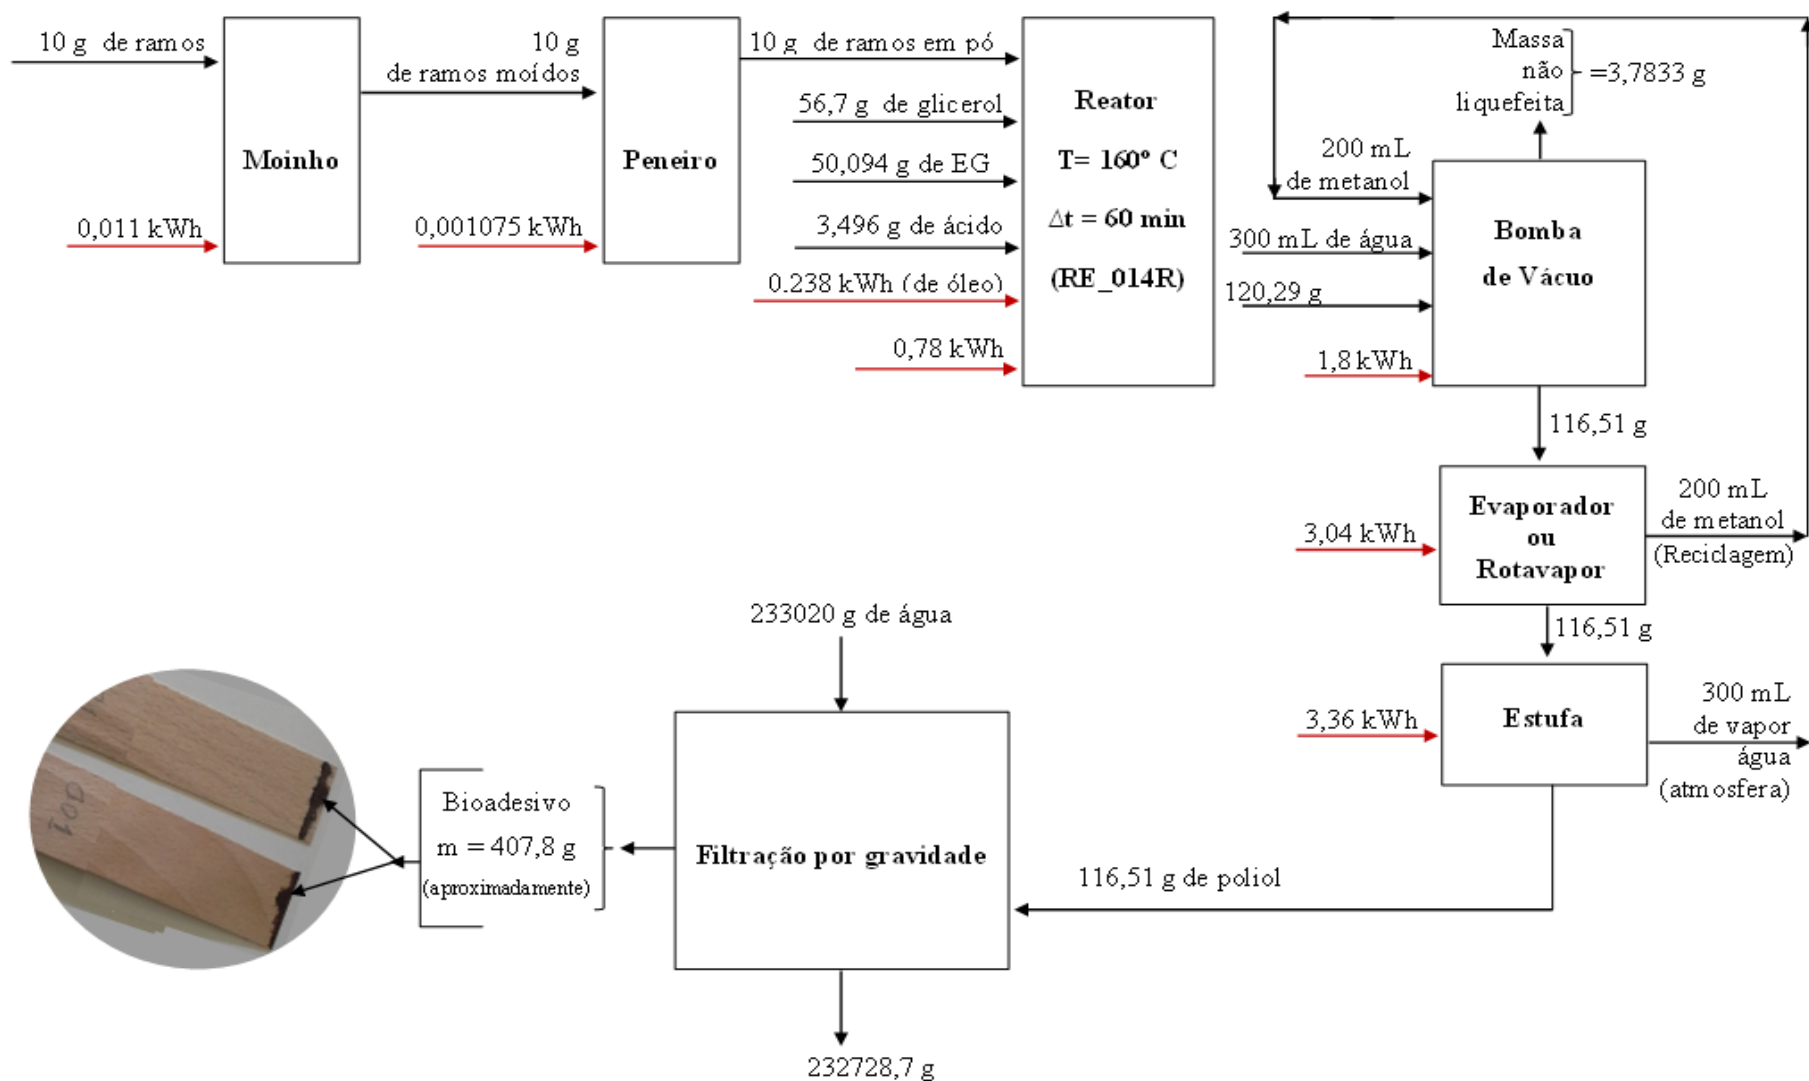 10 g de ramos
Moinho
0,011 kWh
10 g
de ramos moídos
Peneiro
0,001075 kWh
10 g de ramos em pó
56,7 g de glicerol
50,094 g de EG
3,496 g de ácido
0.238 kWh (de óleo)
0,78 kWh
Reator
T= 160º C
Δt = 60 min
(RE_014R)
Massa
não
liquefeita
=3,7833 g
200 mL
de metanol
300 mL de água
120,29 g
1,8 kWh
Bomba
de Vácuo
116,51 g
3,04 kWh
Evaporador
ou
Rotavapor
200 mL
de metanol
(Reciclagem)
116,51 g
3,36 kWh
Estufa
300 mL
de vapor
água
(atmosfera)
116,51 g de poliol
233020 g de água
Filtração por gravidade
232728,7 g
Bioadesivo
m = 407,8 g
(aproximadamente)